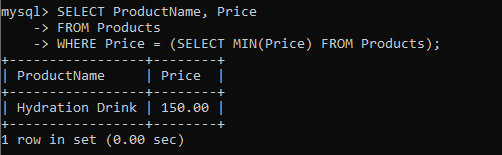 mysql> SELECT ProductName, Price
    -> FROM Products
    -> WHERE Price = (SELECT MIN(Price) FROM Products);
+-----------------+--------+
| ProductName     | Price  |
+-----------------+--------+
| Hydration Drink | 150.00 |
+-----------------+--------+
1 row in set (0.00 sec)